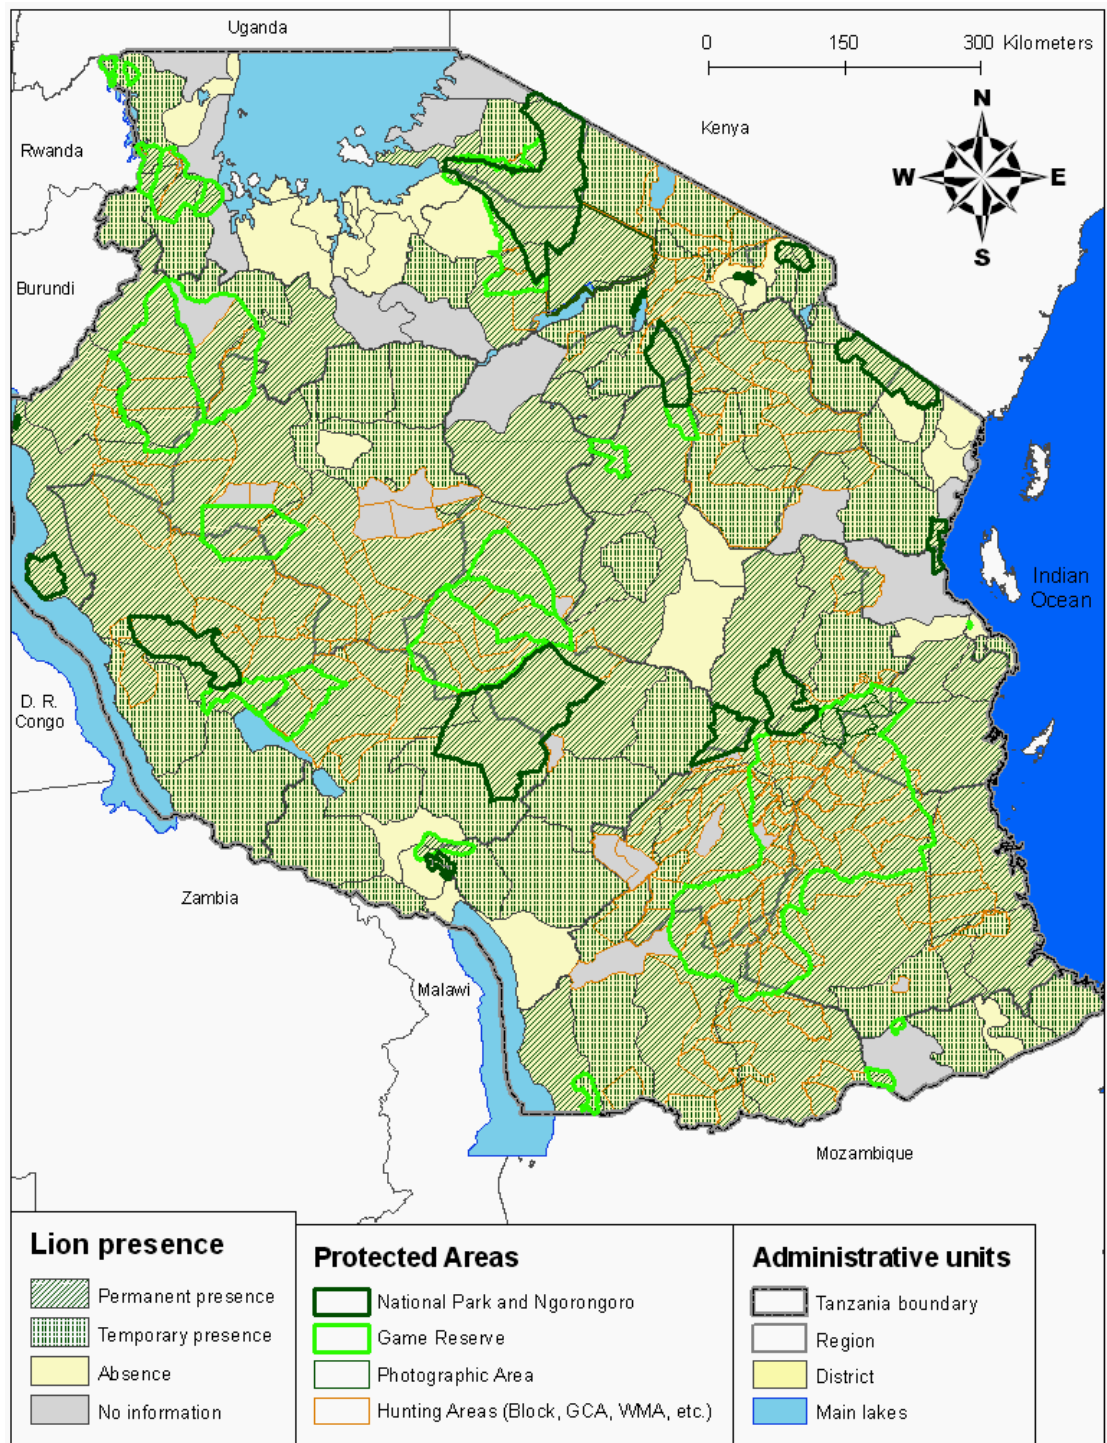 Uganda
0 150 300 Kilometers
N
Kenya
Rwanda
W E
S
Burundi
Indian
Ocean
D. R.
Congo
Zambia
Malawi
Mozambique
Lion presence
Permanent presence
Temporary presence
Absence
No information
Protected Areas
National Park and Ngorongoro
Game Reserve
Photographic Area
Hunting Areas (Block, GCA, WMA, etc.)
Administrative units
Tanzania boundary
Region
District
Main lakes